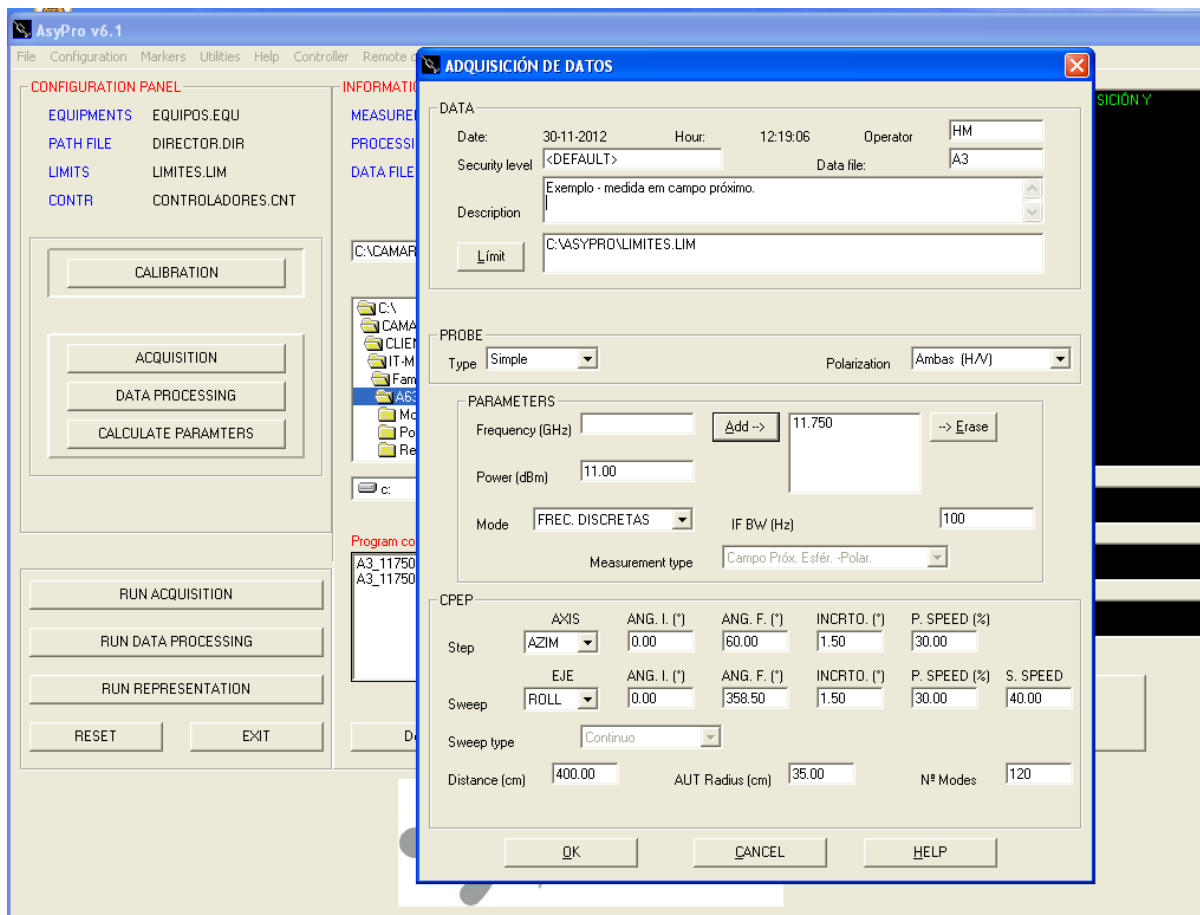 AsyPro v6.1
File Configuration Markers Utilities Help Controller Remote
CONFIGURATION PANEL
EQUIPMENTS EQUIPOS.EQU
PATH FILE DIRECTOR.DIR
LIMITS LIMITES.LIM
CONTR CONTROLADORES.CNT
CALIBRATION
ACQUISITION
DATA PROCESSING
CALCULATE PARAMTERS
RUN ACQUISITION
RUN DATA PROCESSING
RUN REPRESENTATION
RESET EXIT
INFORMATI
MEASUREI
PROCESSI
DATA FILE
C:\CAMAR
C:\
CAMA
CLIEN
IT-M
Fam
A63
Mo
Po
Re
c:
Program co
A3_11750
A3_11750
De
SICIÓN Y
ADQUISICIÓN DE DATOS
DATA
Date: 30-11-2012 Hour: 12:19:06 Operator HM
Security level <DEFAULT> Data file: A3
Exemplo - medida em campo próximo.
Description
Límit C:\ASYPRO\LIMITES.LIM
PROBE
Type Simple Polarization Ambas (H/V)
PARAMETERS
Frequency (GHz) Add --> 11.750 --> Erase
Power (dBm) 11.00
Mode FREC. DISCRETAS IF BW (Hz) 100
Measurement type Campo Próx. Esfér. -Polar.
CPEP
AXIS ANG. I. (°) ANG. F. (°) INCRTO. (°) P. SPEED (%)
Step AZIM 0.00 60.00 1.50 30.00
EJE ANG. I. (°) ANG. F. (°) INCRTO. (°) P. SPEED (%) S. SPEED
Sweep ROLL 0.00 358.50 1.50 30.00 40.00
Sweep type Continuo
Distance (cm) 400.00 AUT Radius (cm) 35.00 Nº Modes 120
OK CANCEL HELP